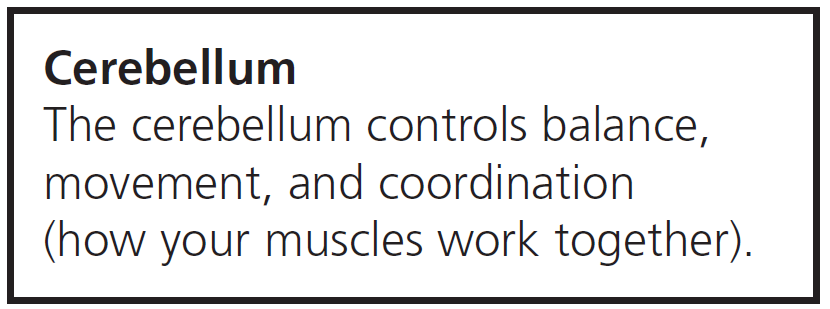 Cerebellum
The cerebellum controls balance,
movement, and coordination
(how your muscles work together).